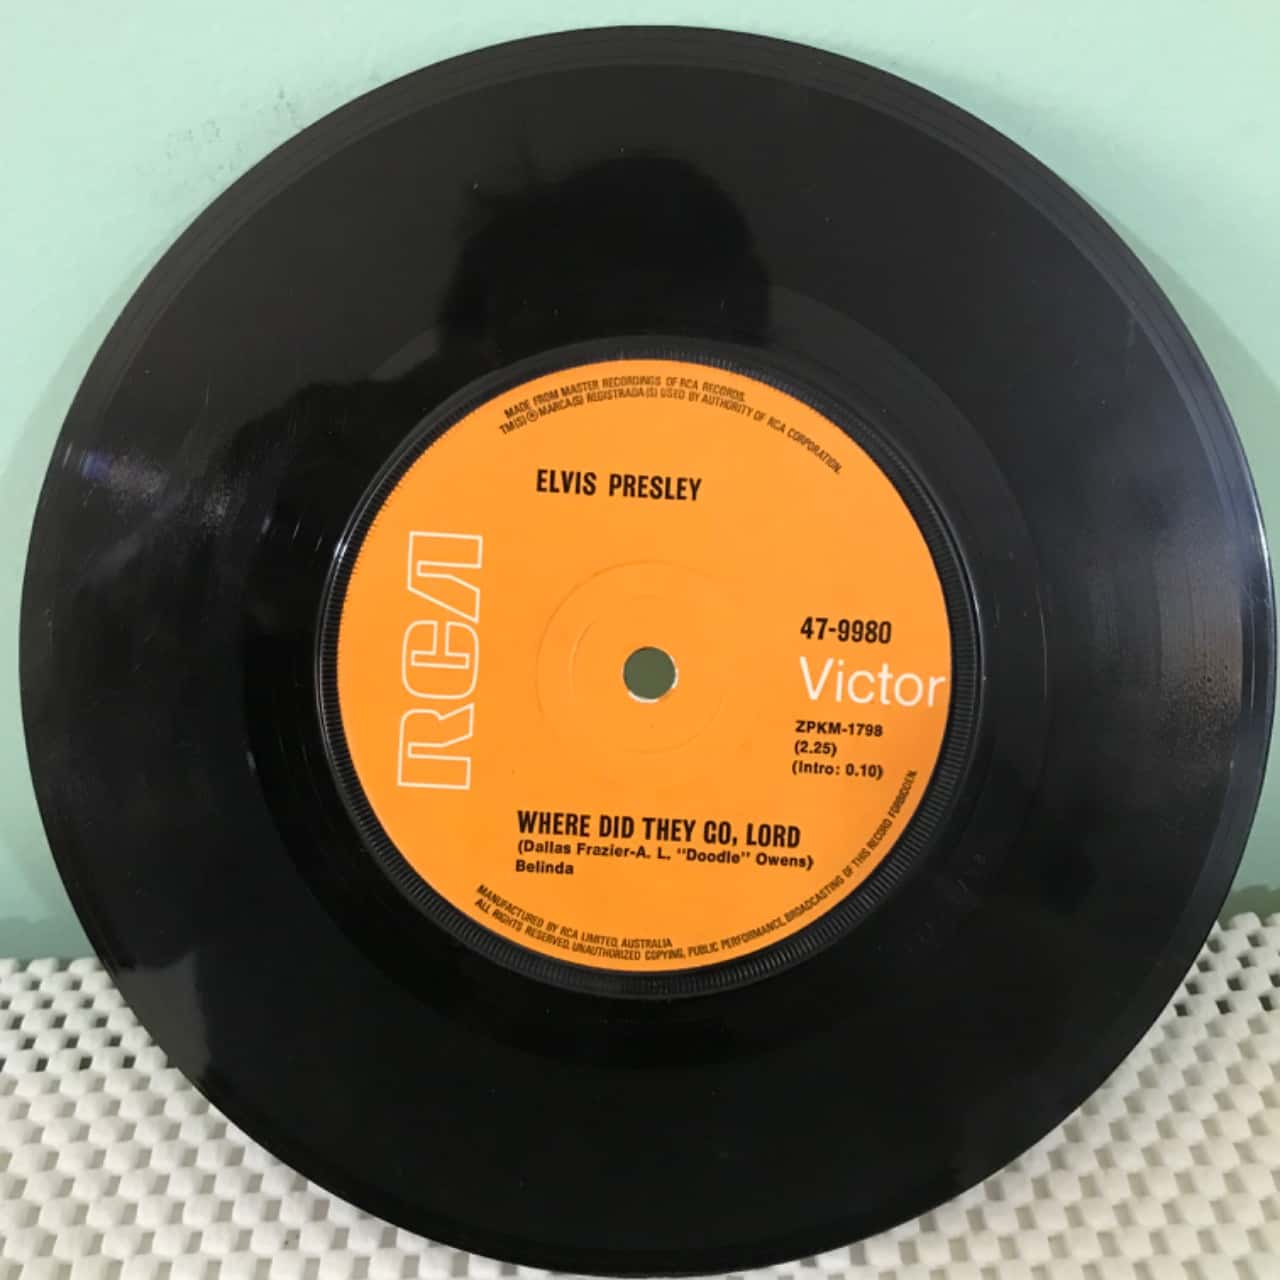 MADE FROM MASTER RECORDINGS OF RCA RECORDS.
TM(S) ® MARCA(S) REGISTRADA(S) USED BY AUTHORITY OF RCA CORPORATION.
ELVIS PRESLEY
RCA
47-9980
Victor
ZPKM-1798
(2.25)
(Intro: 0.10)
WHERE DID THEY GO, LORD
(Dallas Frazier-A. L. "Doodle" Owens)
Belinda
MANUFACTURED BY RCA LIMITED, AUSTRALIA
ALL RIGHTS RESERVED. UNAUTHORIZED COPYING, PUBLIC PERFORMANCE, BROADCASTING OF THIS RECORD FORBIDDEN.